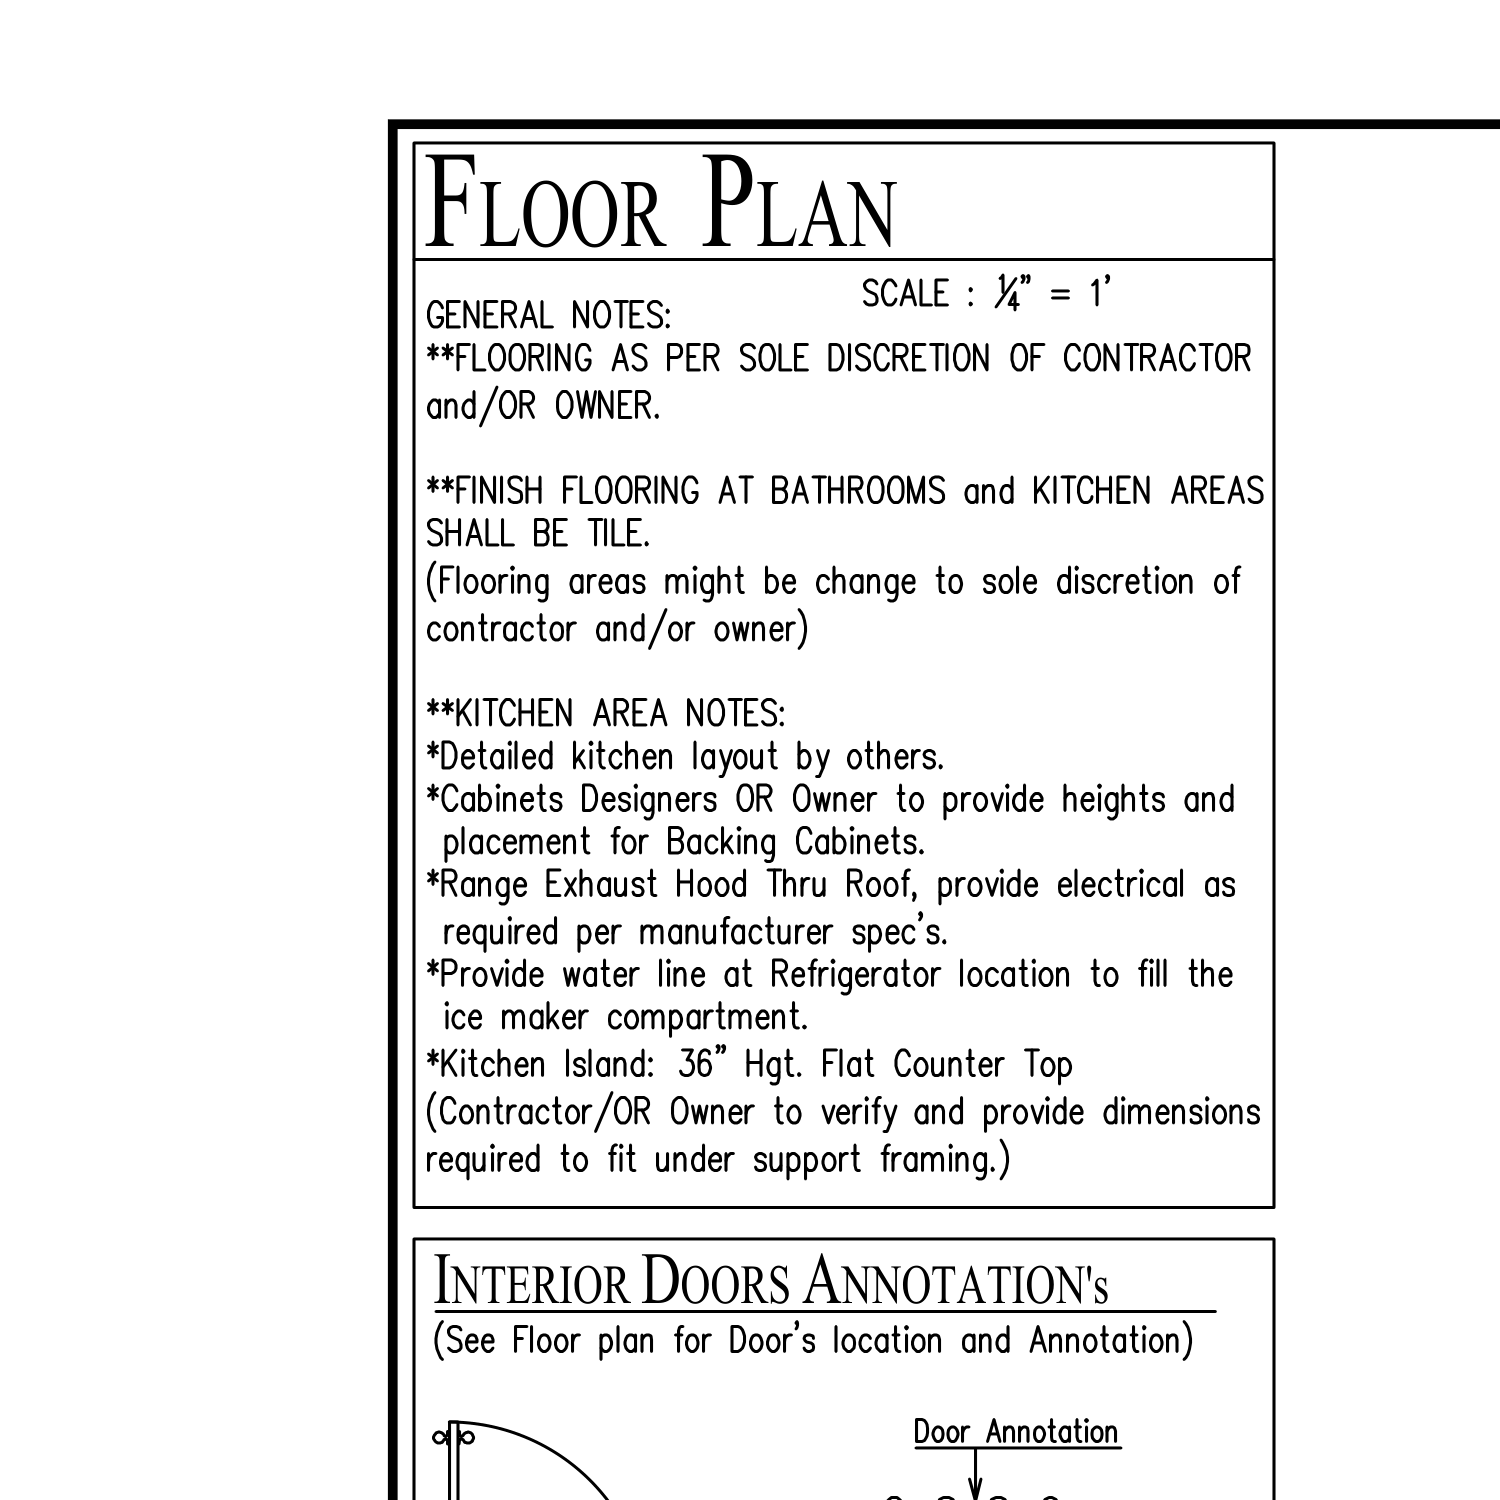 FLOOR PLAN
SCALE : ¼” = 1’
GENERAL NOTES:
**FLOORING AS PER SOLE DISCRETION OF CONTRACTOR
and/OR OWNER.
**FINISH FLOORING AT BATHROOMS and KITCHEN AREAS
SHALL BE TILE.
(Flooring areas might be change to sole discretion of
contractor and/or owner)
**KITCHEN AREA NOTES:
*Detailed kitchen layout by others.
*Cabinets Designers OR Owner to provide heights and
placement for Backing Cabinets.
*Range Exhaust Hood Thru Roof, provide electrical as
required per manufacturer spec’s.
*Provide water line at Refrigerator location to fill the
ice maker compartment.
*Kitchen Island: 36” Hgt. Flat Counter Top
(Contractor/OR Owner to verify and provide dimensions
required to fit under support framing.)
INTERIOR DOORS ANNOTATION's
(See Floor plan for Door’s location and Annotation)
Door Annotation